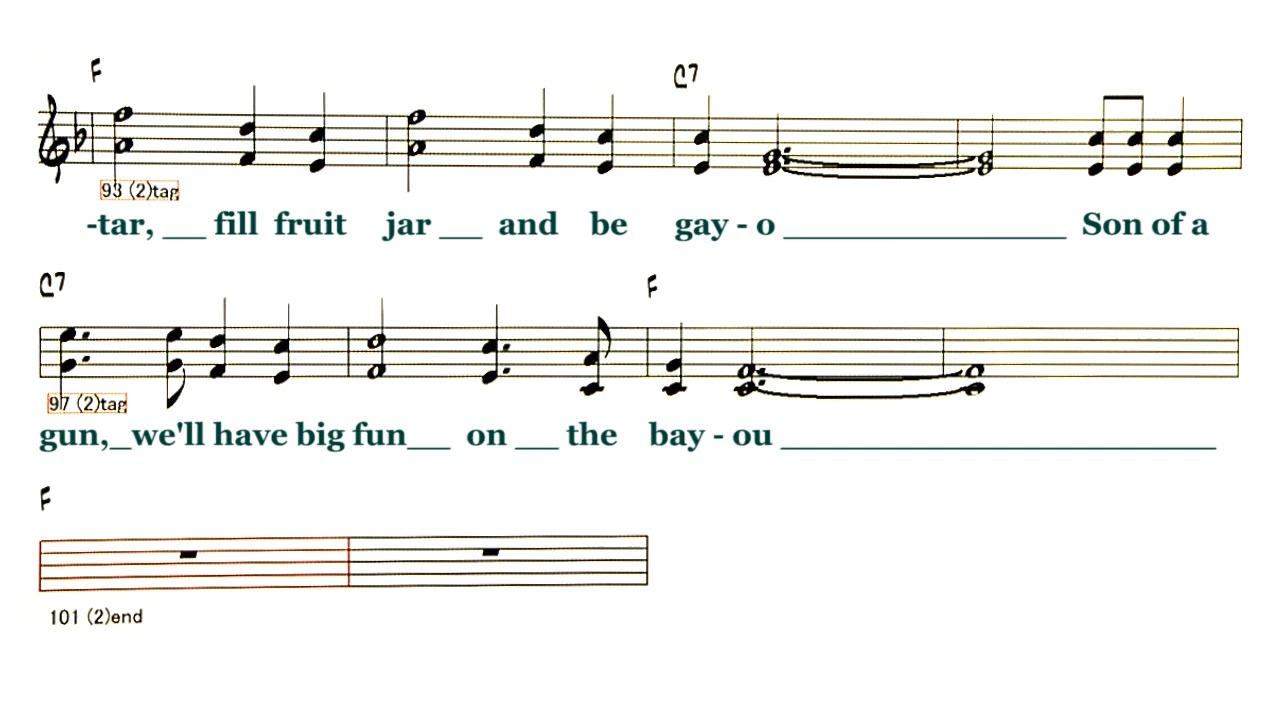 F C7
93 (2)tag
-tar, __ fill fruit jar __ and be gay - o ______________ Son of a
C7 F
97 (2)tag
gun,_we'll have big fun__ on __ the bay - ou _____________________
F
101 (2)end